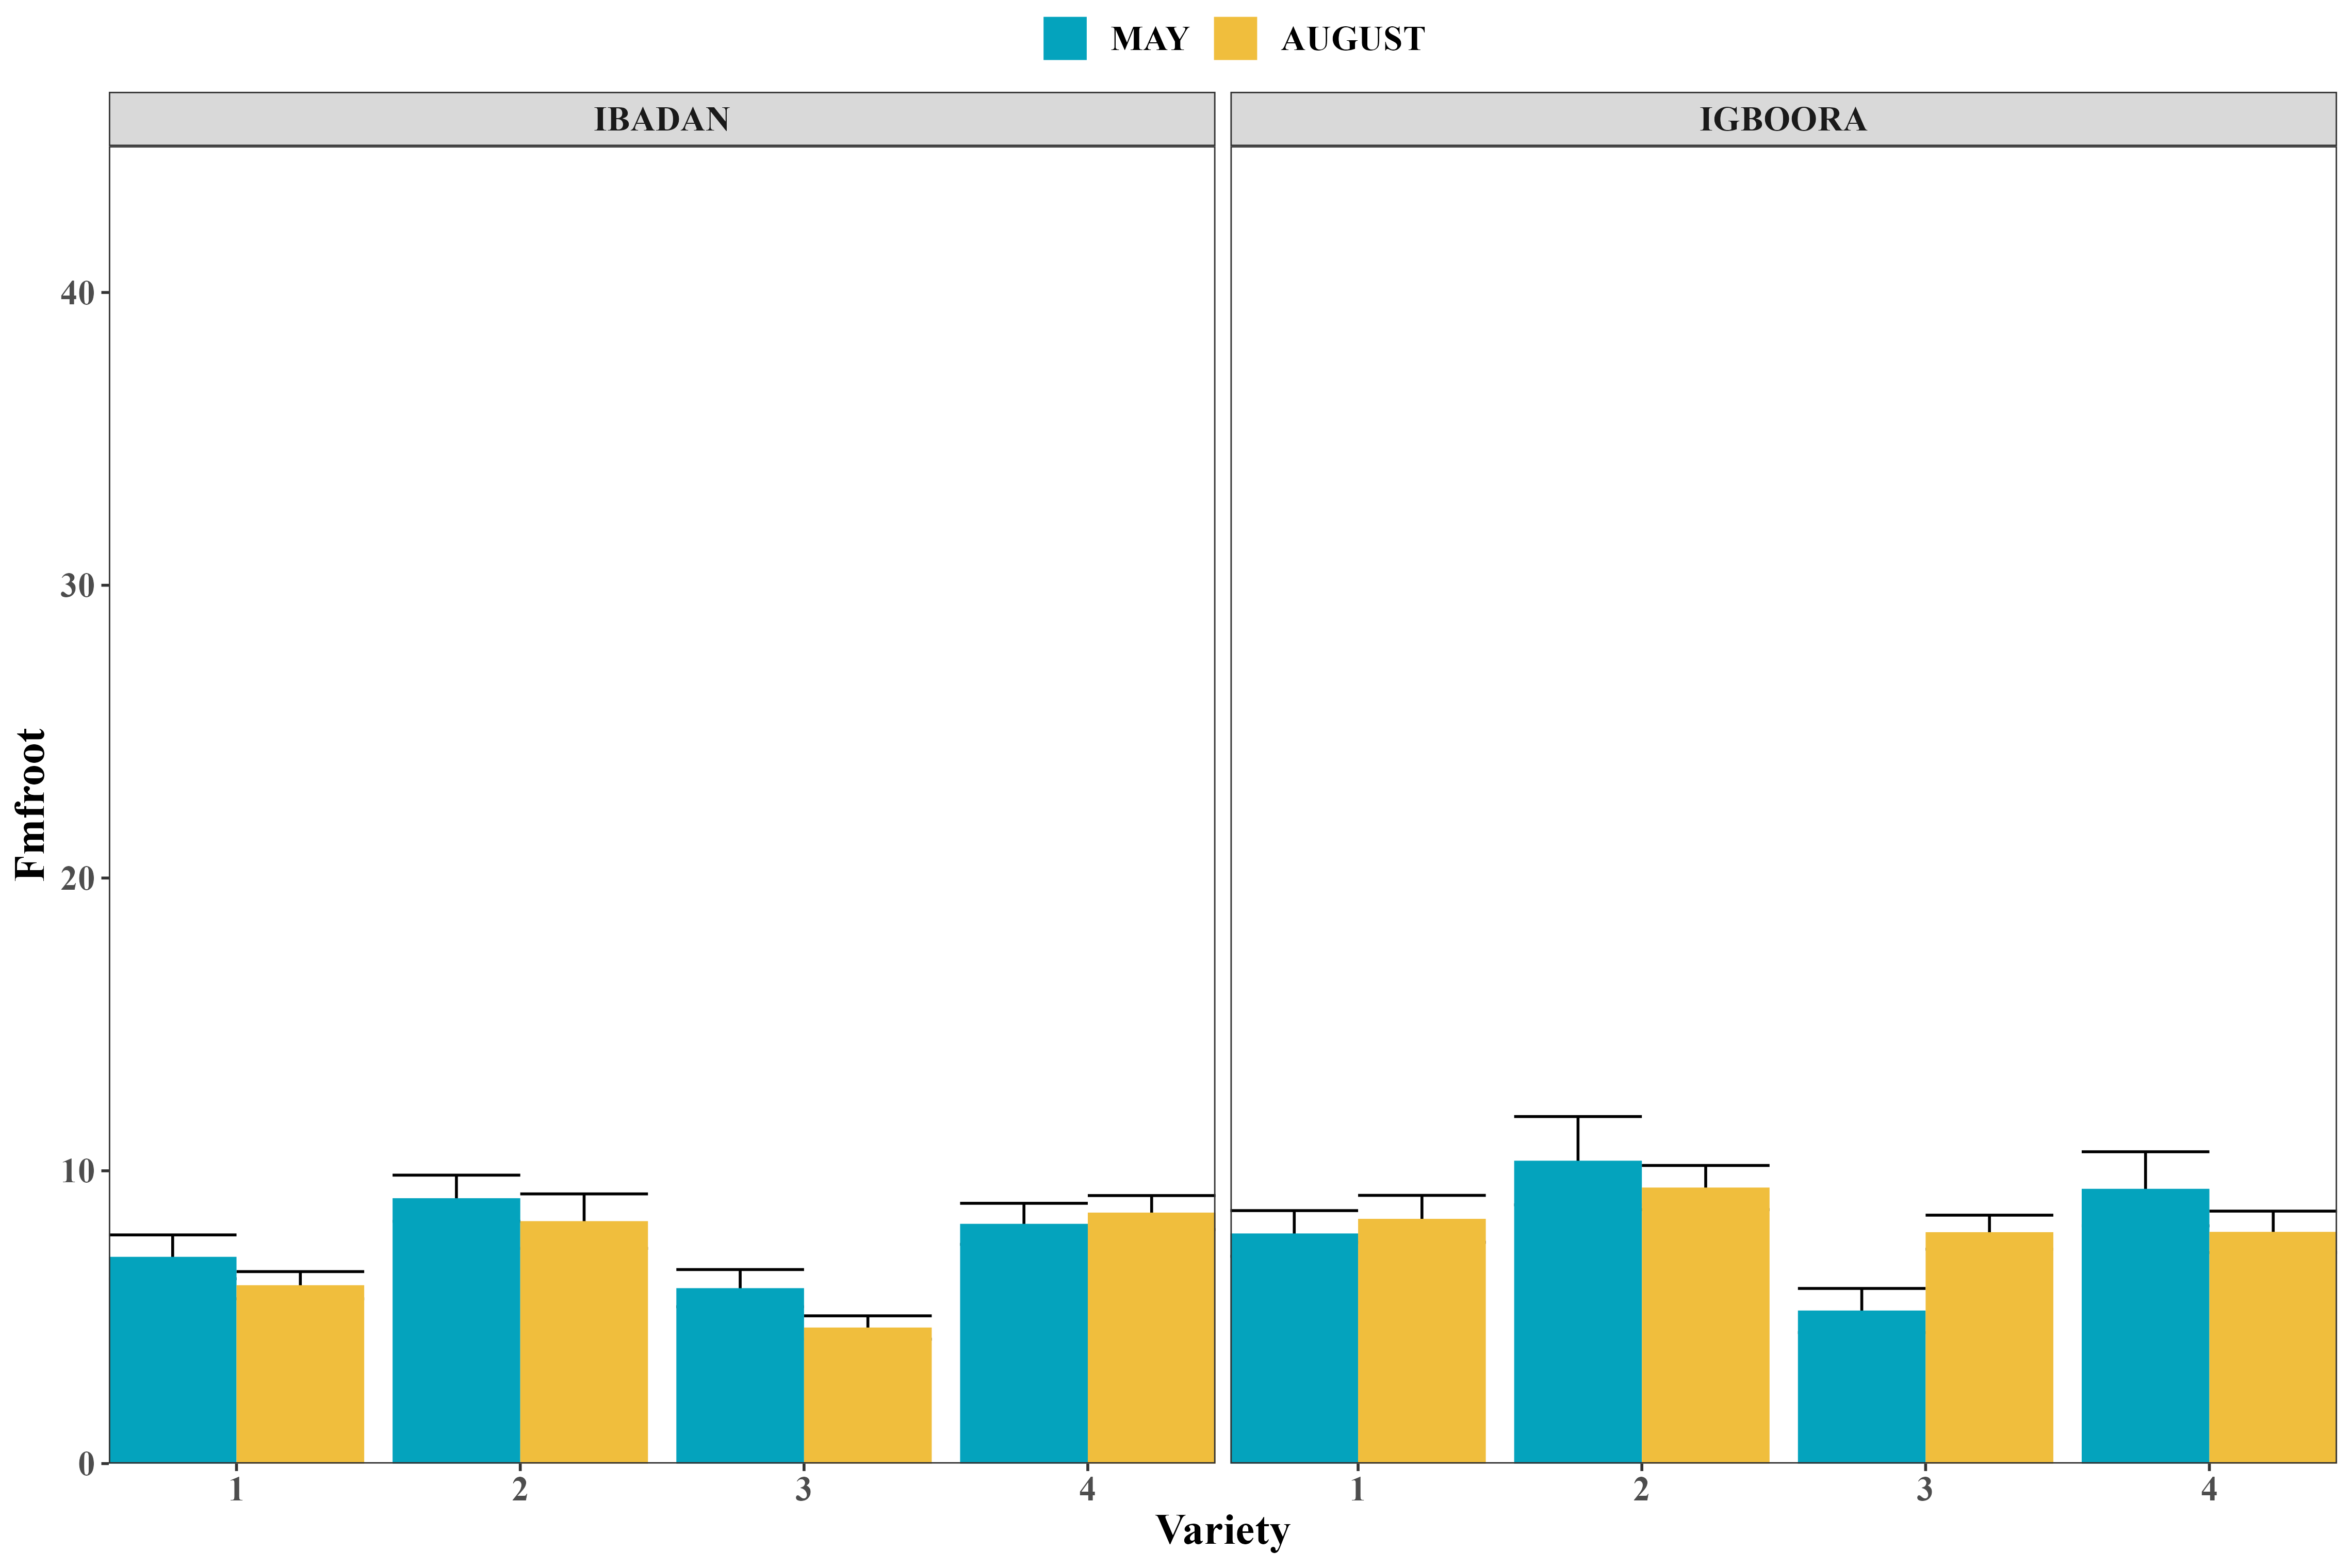 MAY AUGUST
IBADAN IGBOORA
40
30
20
10
0
Fmfroot
1 2 3 4 1 2 3 4
Variety